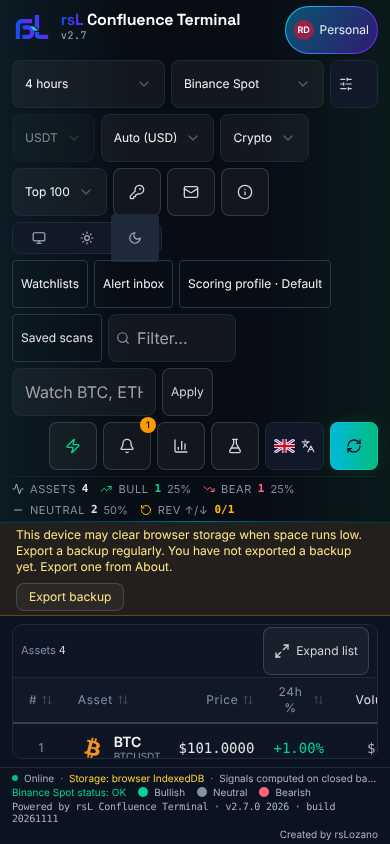 rsL Confluence Terminal
v2.7
RD Personal
4 hours
Binance Spot
USDT
Auto (USD)
Crypto
Top 100
Watchlists
Alert inbox
Scoring profile · Default
Saved scans
Filter...
Watch BTC, ETH
Apply
1
ASSETS 4 BULL 1 25% BEAR 1 25%
NEUTRAL 2 50% REV ↑/↓ 0/1
This device may clear browser storage when space runs low.
Export a backup regularly. You have not exported a backup
yet. Export one from About.
Export backup
Assets 4
Expand list
# ↑↓ Asset ↑↓ Price ↑↓ 24h % ↑↓
1 BTC $101.0000 +1.00% $
BTCUSDT
Online · Storage: browser IndexedDB · Signals computed on closed ba...
Binance Spot status: OK Bullish Neutral Bearish
Powered by rsL Confluence Terminal · v2.7.0 2026 · build
20261111
Created by rsLozano